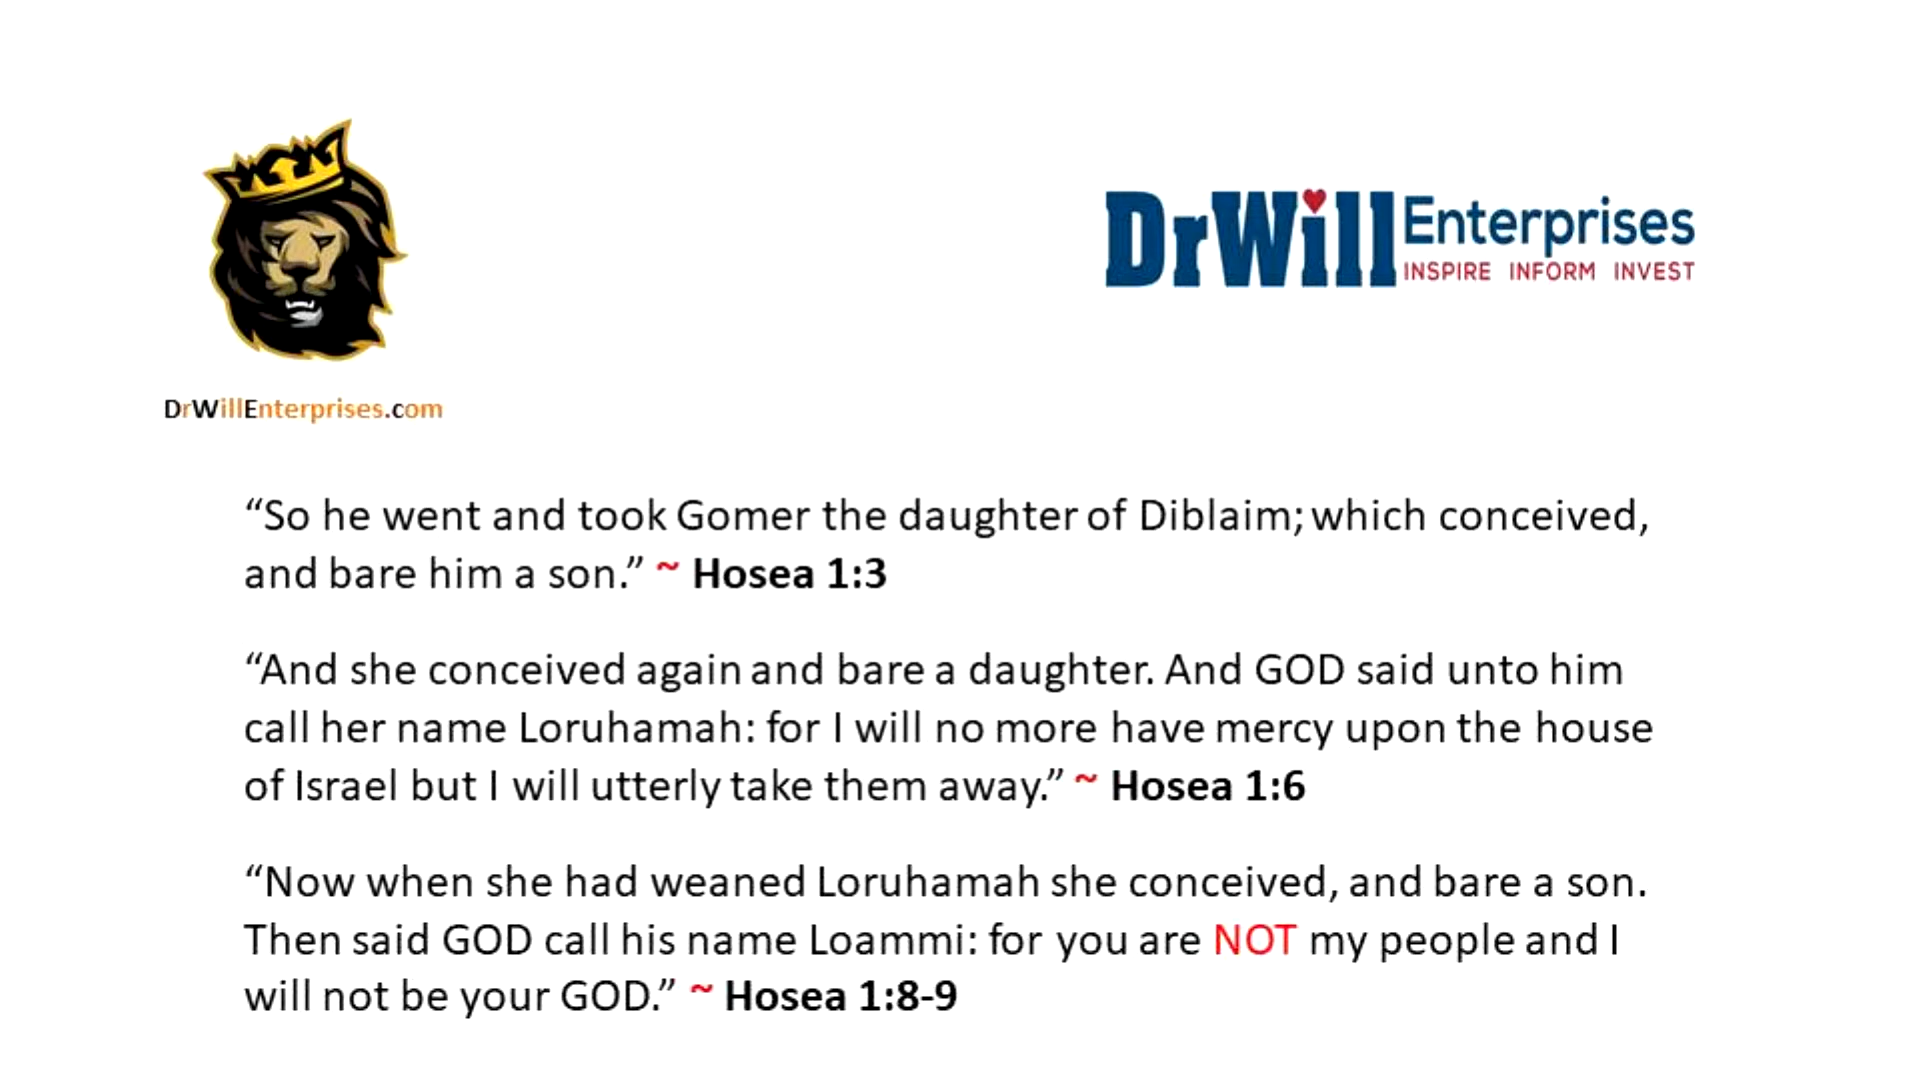 DrWill Enterprises
INSPIRE INFORM INVEST
DrWillEnterprises.com
“So he went and took Gomer the daughter of Diblaim; which conceived,
and bare him a son.” ~ Hosea 1:3
“And she conceived again and bare a daughter. And GOD said unto him
call her name Loruhamah: for I will no more have mercy upon the house
of Israel but I will utterly take them away.” ~ Hosea 1:6
“Now when she had weaned Loruhamah she conceived, and bare a son.
Then said GOD call his name Loammi: for you are NOT my people and I
will not be your GOD.” ~ Hosea 1:8-9